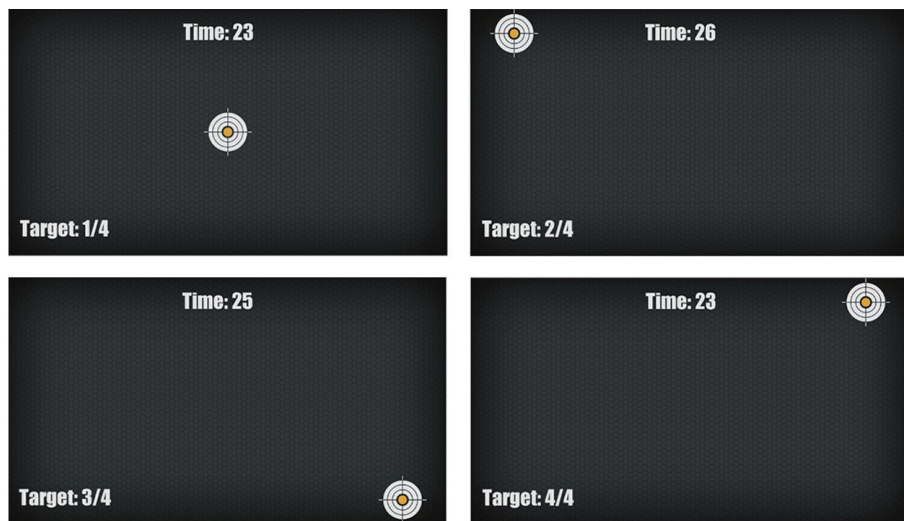 Time: 23
Target: 1/4
Time: 26
Target: 2/4
Time: 25
Target: 3/4
Time: 23
Target: 4/4